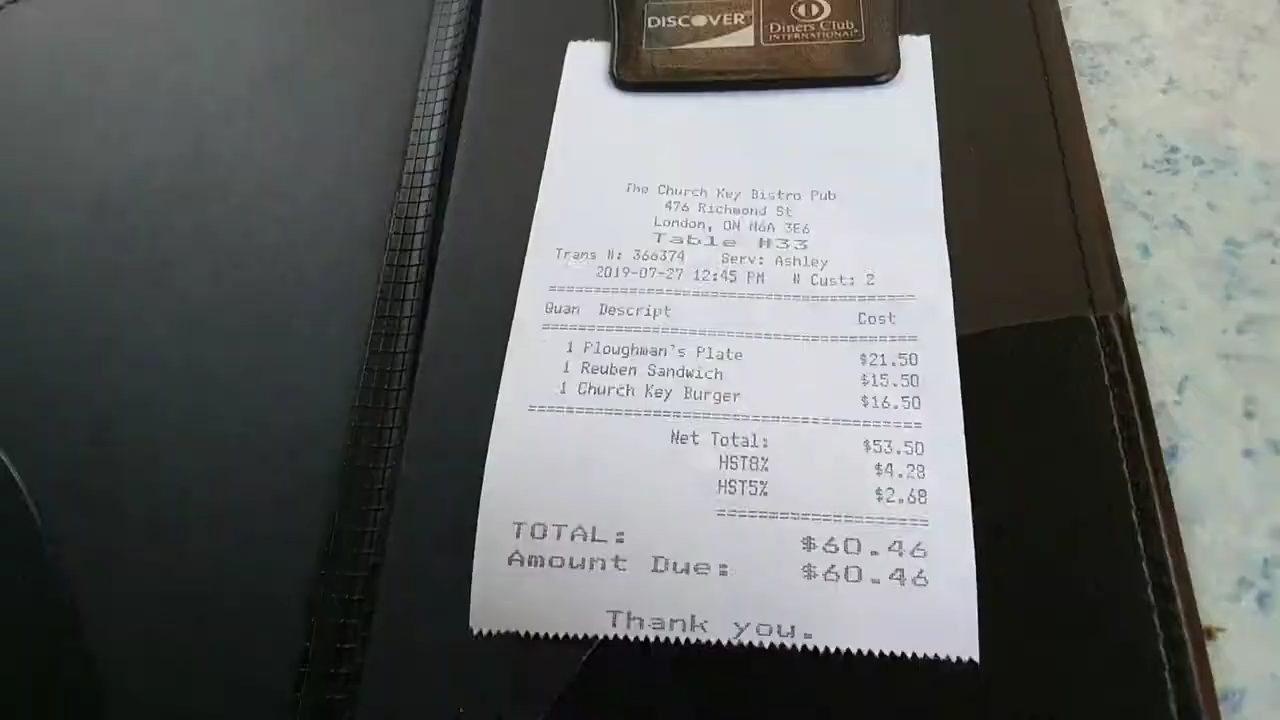 DISCOVER
Diners Club
INTERNATIONAL
The Church Key Bistro Pub
476 Richmond St
London, ON N6A 3E6
Table #33
Trans #: 366374 Serv: Ashley
2019-07-27 12:45 PM # Cust: 2
Quan Descript Cost
1 Ploughman's Plate $21.50
1 Reuben Sandwich $15.50
1 Church Key Burger $16.50
Net Total: $53.50
HST8% $4.28
HST5% $2.68
TOTAL: $60.46
Amount Due: $60.46
Thank you.